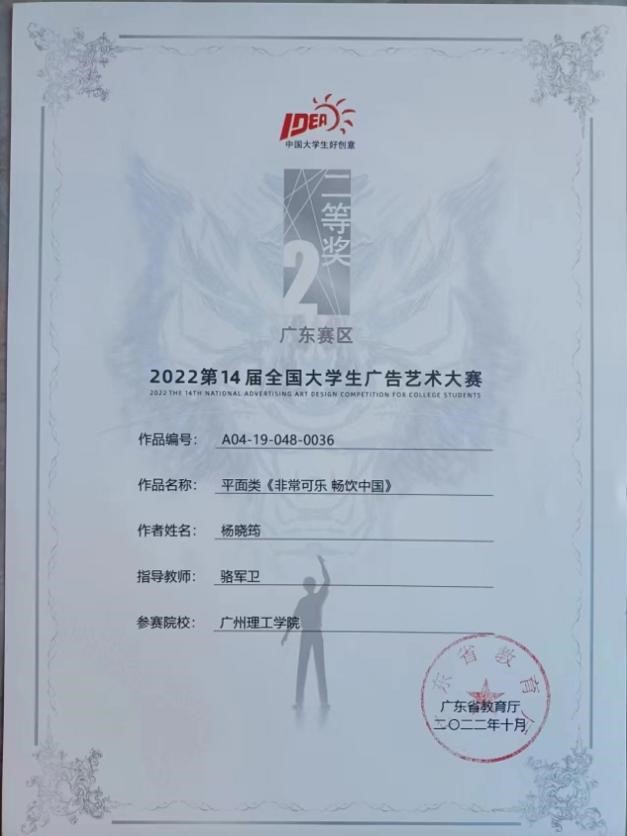 IDEA
中国大学生好创意
二等奖
2
广东赛区
2022第14届全国大学生广告艺术大赛
2022 THE 14TH NATIONAL ADVERTISING ART DESIGN COMPETITION FOR COLLEGE STUDENTS
作品编号： A04-19-048-0036
作品名称： 平面类《非常可乐 畅饮中国》
作者姓名： 杨晓筠
指导教师： 骆军卫
参赛院校： 广州理工学院
东省教育
广东省教育厅
二〇二二年十月